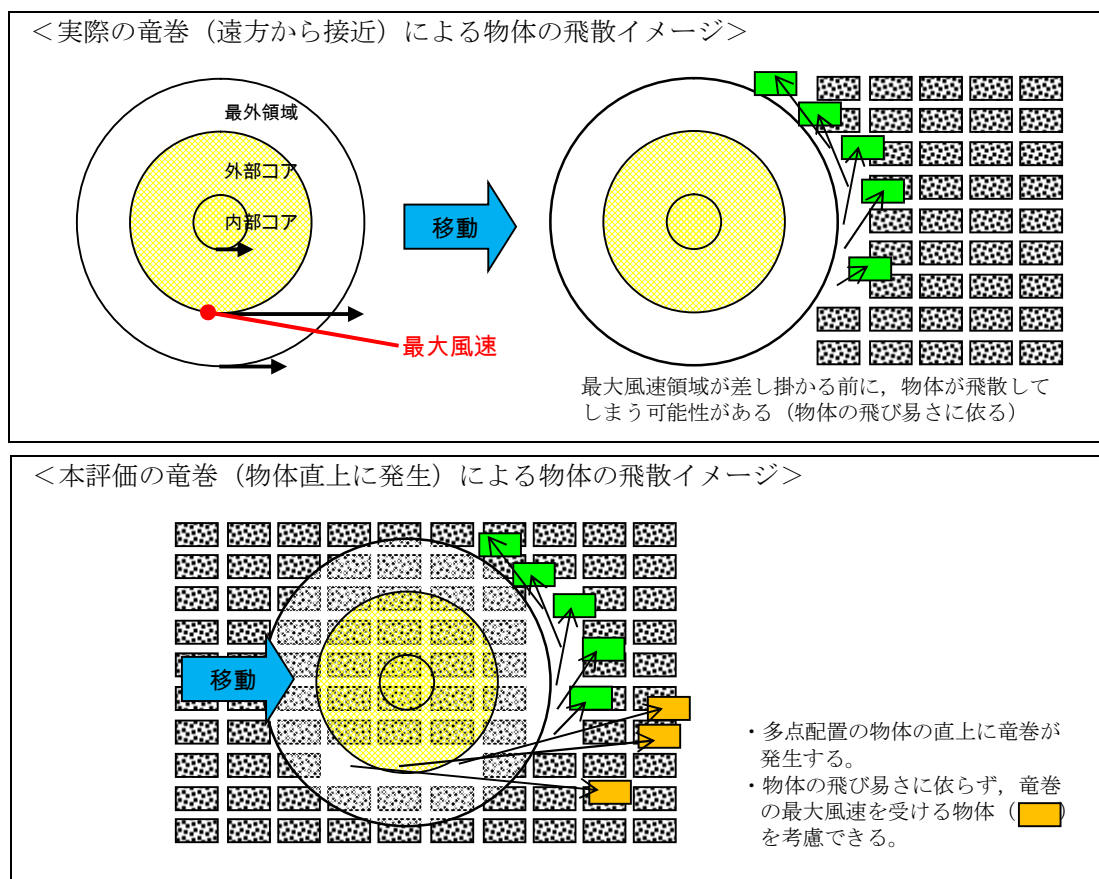 ＜実際の竜巻（遠方から接近）による物体の飛散イメージ＞
最外領域
外部コア
内部コア
移動
最大風速
最大風速領域が差し掛かる前に，物体が飛散して
しまう可能性がある（物体の飛び易さに依る）
＜本評価の竜巻（物体直上に発生）による物体の飛散イメージ＞
移動
・多点配置の物体の直上に竜巻が
発生する。
・物体の飛び易さに依らず，竜巻
の最大風速を受ける物体（　）
を考慮できる。